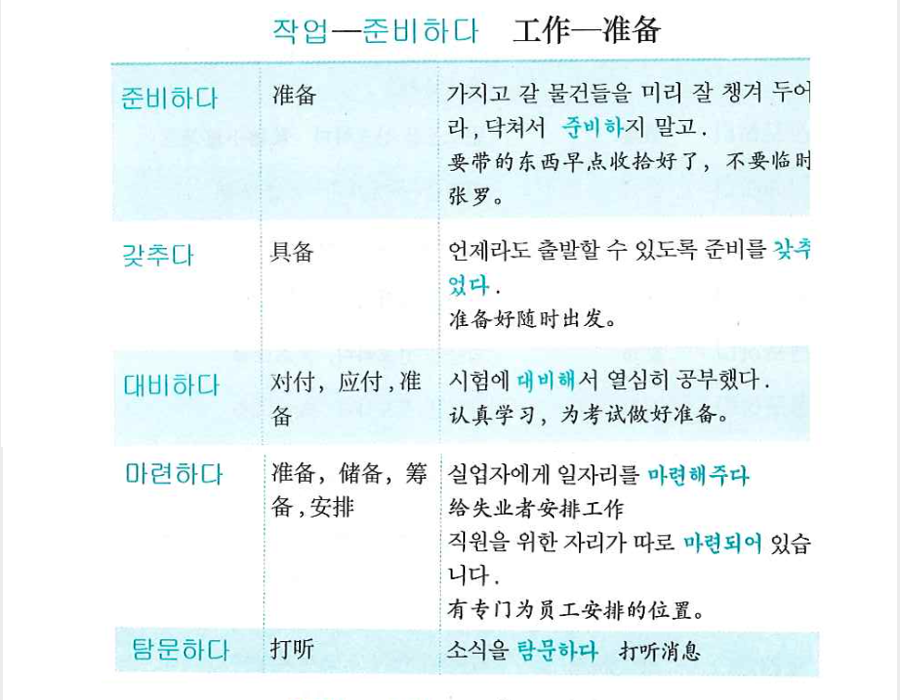 작업—준비하다 工作—准备
준비하다 准备 가지고 갈 물건들을 미리 잘 챙겨 두어
라, 닥쳐서 준비하지 말고.
要带的东西早点收拾好了，不要临时
张罗。
갖추다 具备 언제라도 출발할 수 있도록 준비를 갖추
었다.
准备好随时出发。
대비하다 对付，应付,准 시험에 대비해서 열심히 공부했다.
备 认真学习，为考试做好准备。
마련하다 准备，储备，筹 실업자에게 일자리를 마련해주다
备,安排 给失业者安排工作
직원을 위한 자리가 따로 마련되어 있습
니다.
有专门为员工安排的位置。
탐문하다 打听 소식을 탐문하다 打听消息